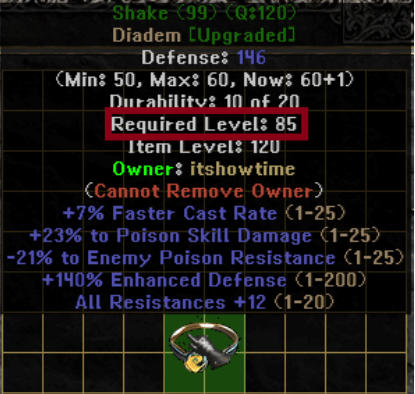 Shake (99) (Q:120)
Diadem [Upgraded]
Defense: 146
(Min: 50, Max: 60, Now: 60+1)
Durability: 10 of 20
Required Level: 85
Item Level: 120
Owner: itshowtime
(Cannot Remove Owner)
+7% Faster Cast Rate (1-25)
+23% to Poison Skill Damage (1-25)
-21% to Enemy Poison Resistance (1-25)
+140% Enhanced Defense (1-200)
All Resistances +12 (1-20)